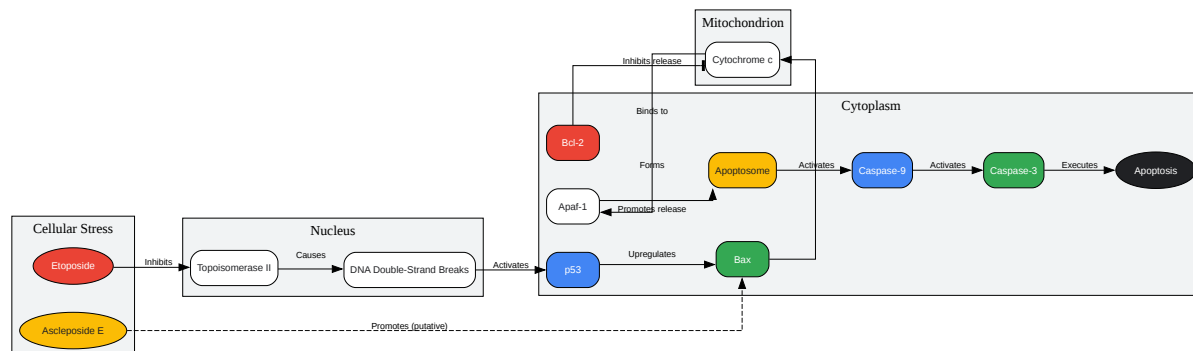 Mitochondrion
Cytochrome c
Inhibits release
Cytoplasm
Binds to
Bcl-2
Forms
Apoptosome
Activates
Caspase-9
Activates
Caspase-3
Executes
Apoptosis
Apaf-1
Promotes release
Cellular Stress
Nucleus
Etoposide
Inhibits
Topoisomerase II
Causes
DNA Double-Strand Breaks
Activates
p53
Upregulates
Bax
Ascleposide E
Promotes (putative)